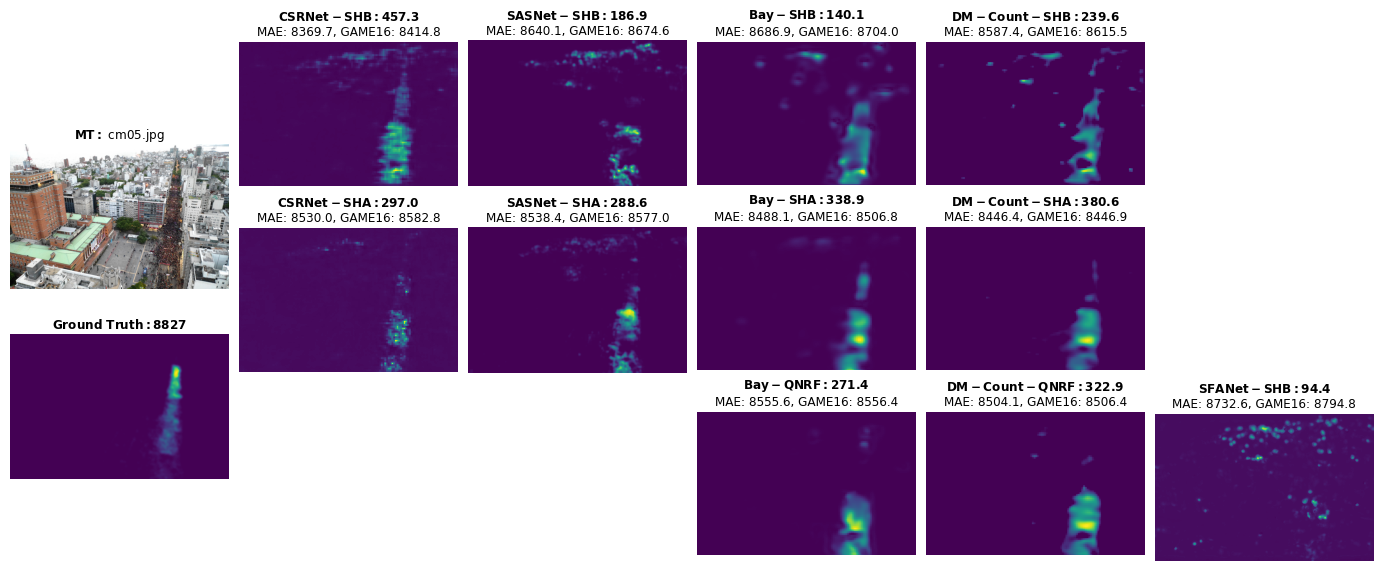 CSRNet − SHB : 457.3
MAE: 8369.7, GAME16: 8414.8
SASNet − SHB : 186.9
MAE: 8640.1, GAME16: 8674.6
Bay − SHB : 140.1
MAE: 8686.9, GAME16: 8704.0
DM − Count − SHB : 239.6
MAE: 8587.4, GAME16: 8615.5
MT : cm05.jpg
CSRNet − SHA : 297.0
MAE: 8530.0, GAME16: 8582.8
SASNet − SHA : 288.6
MAE: 8538.4, GAME16: 8577.0
Bay − SHA : 338.9
MAE: 8488.1, GAME16: 8506.8
DM − Count − SHA : 380.6
MAE: 8446.4, GAME16: 8446.9
Ground Truth : 8827
Bay − QNRF : 271.4
MAE: 8555.6, GAME16: 8556.4
DM − Count − QNRF : 322.9
MAE: 8504.1, GAME16: 8506.4
SFANet − SHB : 94.4
MAE: 8732.6, GAME16: 8794.8